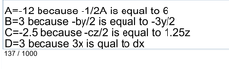 A=-12 because -1/2A is equal to 6
B=3 because -by/2 is equal to -3y/2
C=-2.5 because -cz/2 is equal to 1.25z
D=3 because 3x is qual to dx
137 / 1000